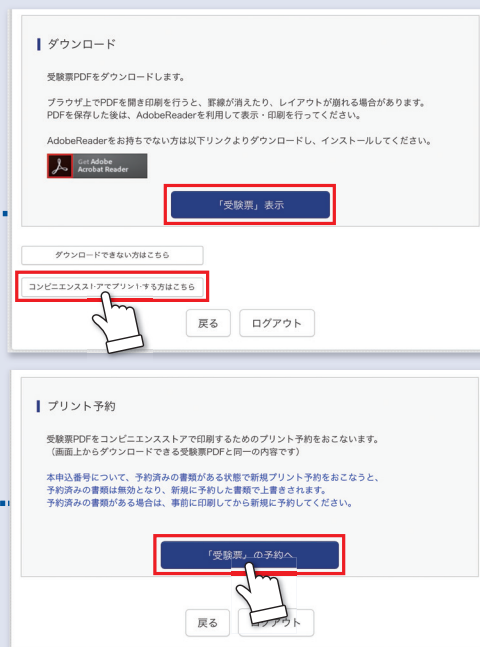 ダウンロード
受験票PDFをダウンロードします。
ブラウザ上でPDFを開き印刷を行うと、罫線が消えたり、レイアウトが崩れる場合があります。
PDFを保存した後は、AdobeReaderを利用して表示・印刷を行ってください。
AdobeReaderをお持ちでない方は以下リンクよりダウンロードし、インストールしてください。
Get Adobe
Acrobat Reader
「受験票」表示
ダウンロードできない方はこちら
コンビニエンスストアでプリントする方はこちら
戻る ログアウト
プリント予約
受験票PDFをコンビニエンスストアで印刷するためのプリント予約をおこないます。
（画面上からダウンロードできる受験票PDFと同一の内容です）
本申込番号について、予約済みの書類がある状態で新規プリント予約をおこなうと、
予約済みの書類は無効となり、新規に予約した書類で上書きされます。
予約済みの書類がある場合は、事前に印刷してから新規に予約してください。
「受験票」の予約へ
戻る ログアウト